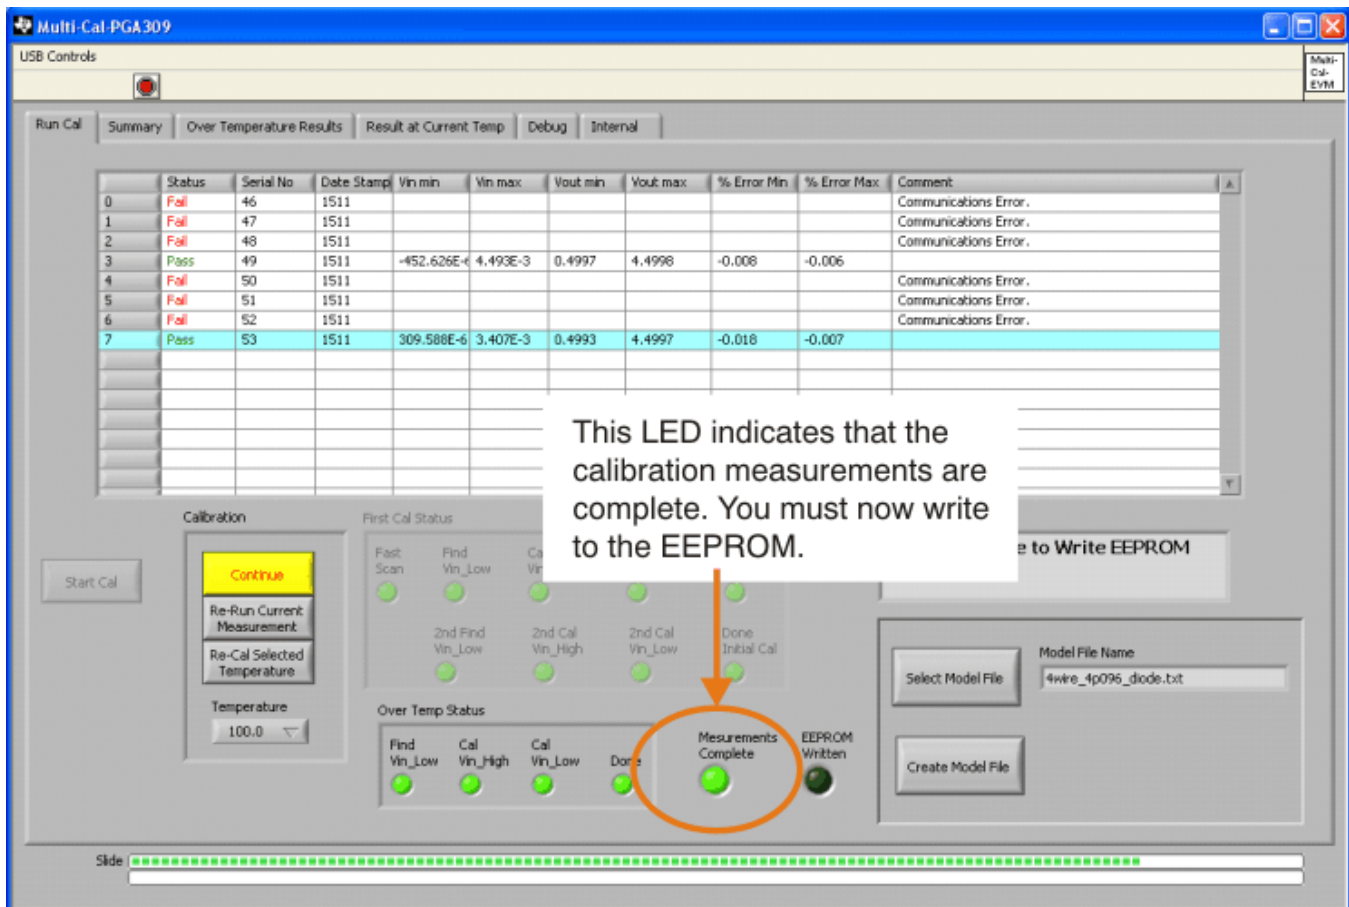 Multi-Cal-PGA309
USB Controls
Multi-
Cal-
EVM
Run Cal Summary Over Temperature Results Result at Current Temp Debug Internal
Status Serial No Date Stamp Vin min Vin max Vout min Vout max % Error Min % Error Max Comment
0 Fail 46 1511 Communications Error.
1 Fail 47 1511 Communications Error.
2 Fail 48 1511 Communications Error.
3 Pass 49 1511 -452.626E-6 4.493E-3 0.4997 4.4998 -0.008 -0.006
4 Fail 50 1511 Communications Error.
5 Fail 51 1511 Communications Error.
6 Fail 52 1511 Communications Error.
7 Pass 53 1511 309.588E-6 3.407E-3 0.4993 4.4997 -0.018 -0.007
This LED indicates that the
calibration measurements are
complete. You must now write
to the EEPROM.
Calibration
First Cal Status
Start Cal
Continue
Re-Run Current
Measurement
Re-Cal Selected
Temperature
Temperature
100.0
Fast
Scan
Find
Vin_Low
2nd Find
Vin_Low
2nd Cal
Vin_High
2nd Cal
Vin_Low
Done
Initial Cal
to Write EEPROM
Over Temp Status
Find
Vin_Low
Cal
Vin_High
Cal
Vin_Low
Done
Mesurements
Complete
EEPROM
Written
Select Model File
Model File Name
4wire_4p096_diode.txt
Create Model File
Slide